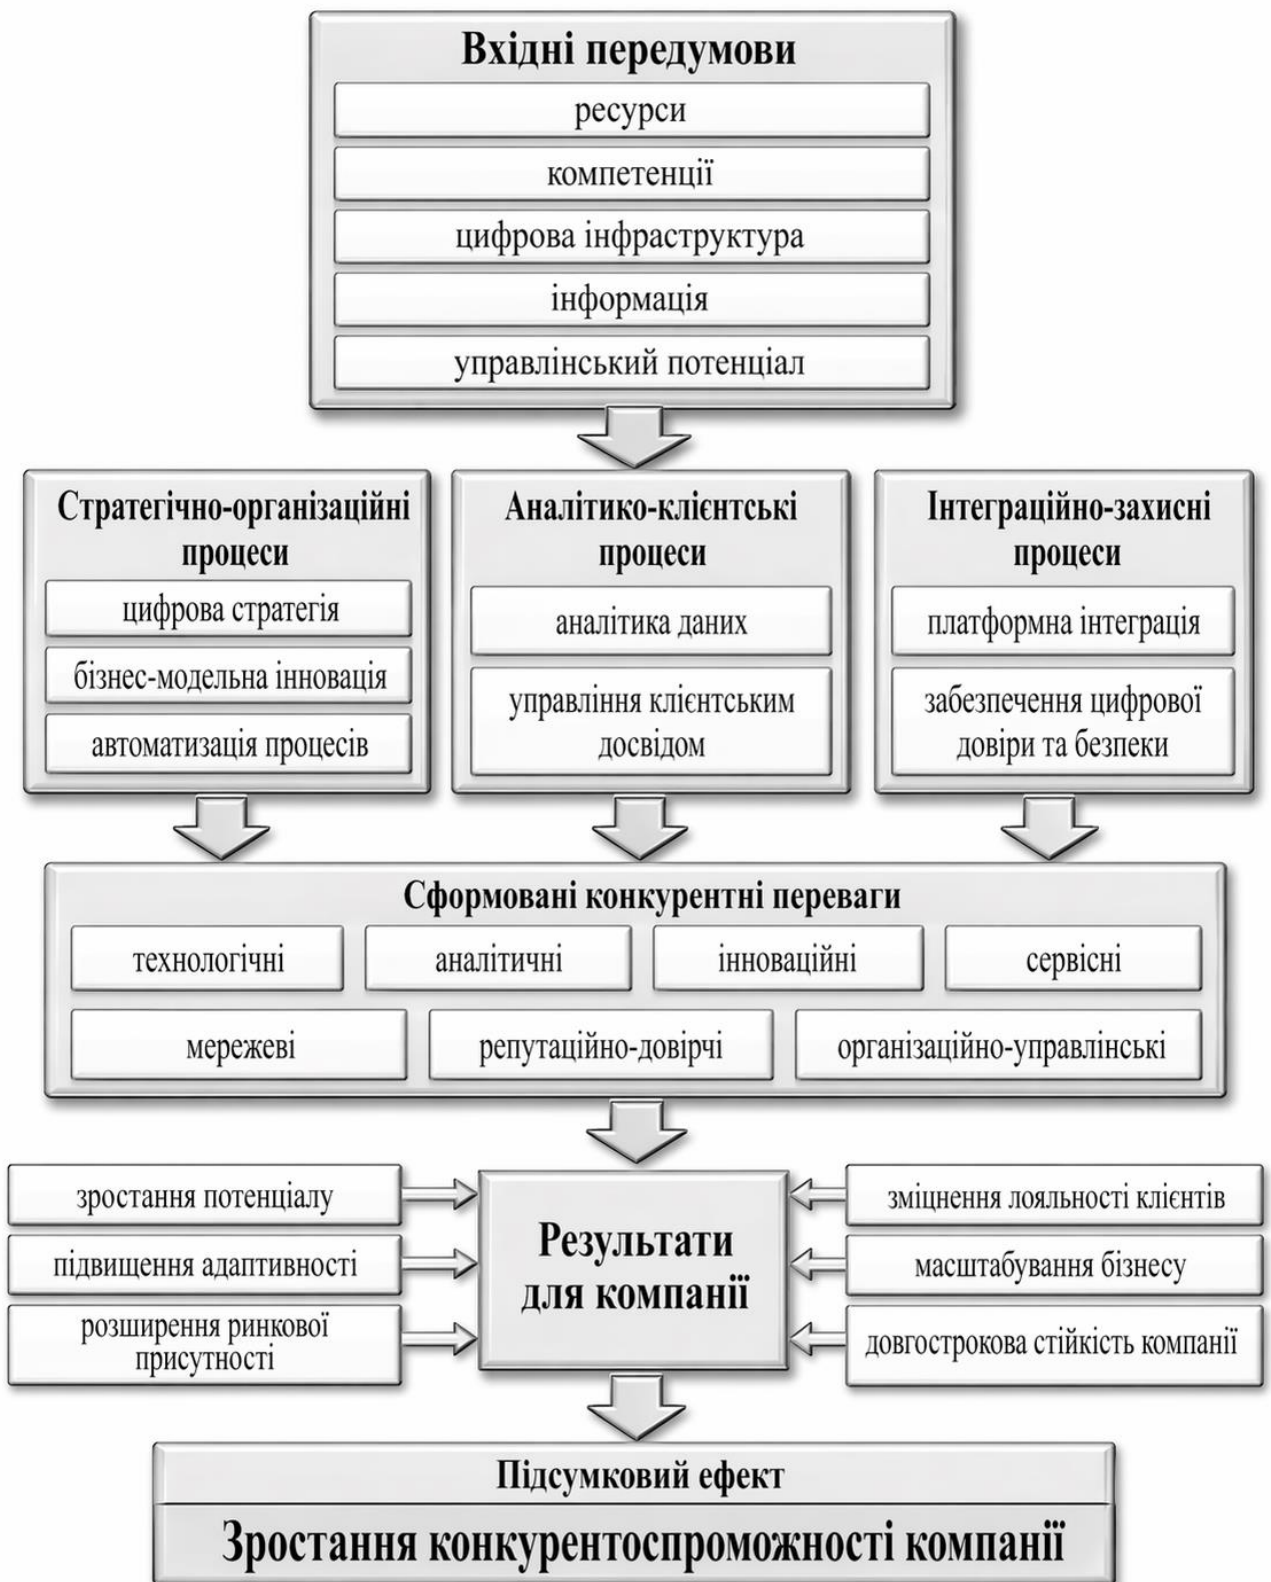 Вхідні передумови
ресурси
компетенції
цифрова інфраструктура
інформація
управлінський потенціал
Стратегічно-організаційні
процеси
цифрова стратегія
бізнес-модельна інновація
автоматизація процесів
Аналітико-клієнтські
процеси
аналітика даних
управління клієнтським
досвідом
Інтеграційно-захисні
процеси
платформна інтеграція
забезпечення цифрової
довіри та безпеки
Сформовані конкурентні переваги
технологічні
аналітичні
інноваційні
сервісні
мережеві
репутаційно-довірчі
організаційно-управлінські
зростання потенціалу
підвищення адаптивності
розширення ринкової
присутності
Результати
для компанії
зміцнення лояльності клієнтів
масштабування бізнесу
довгострокова стійкість компанії
Підсумковий ефект
Зростання конкурентоспроможності компанії